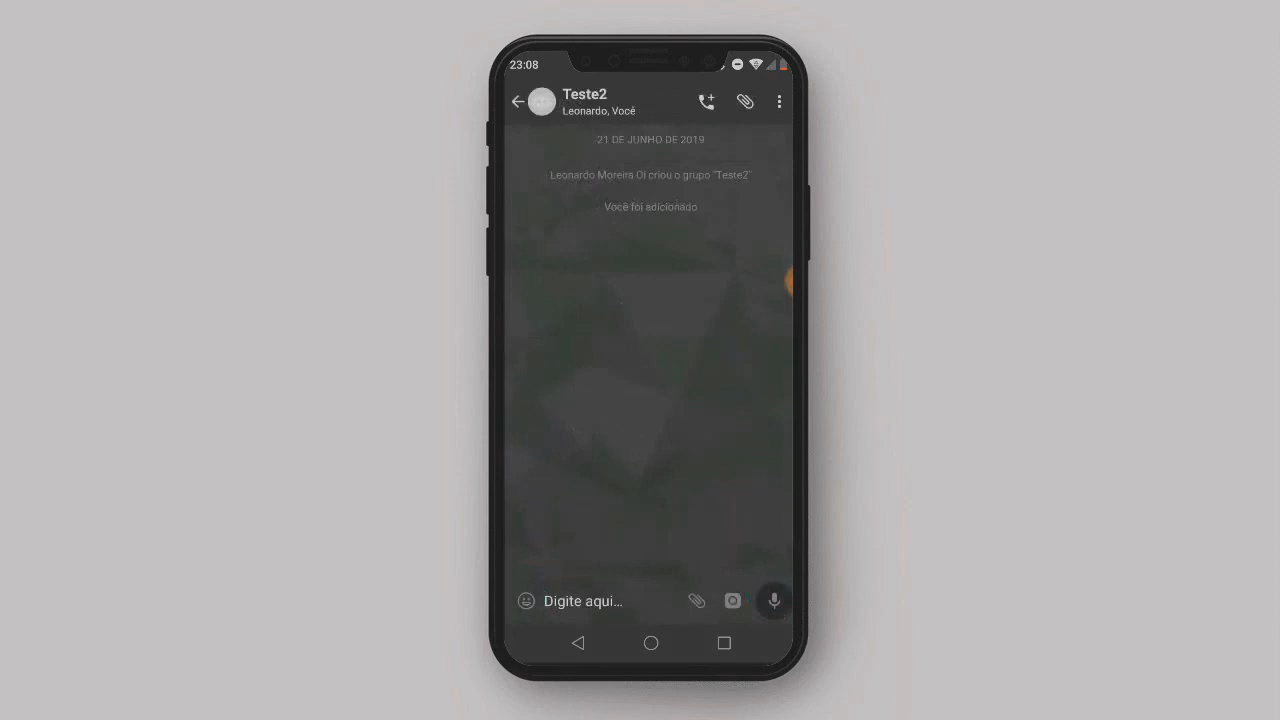 23:08
Teste2
Leonardo, Você
21 DE JUNHO DE 2019
Leonardo Moreira Oi criou o grupo "Teste2"
Você foi adicionado
Digite aqui...